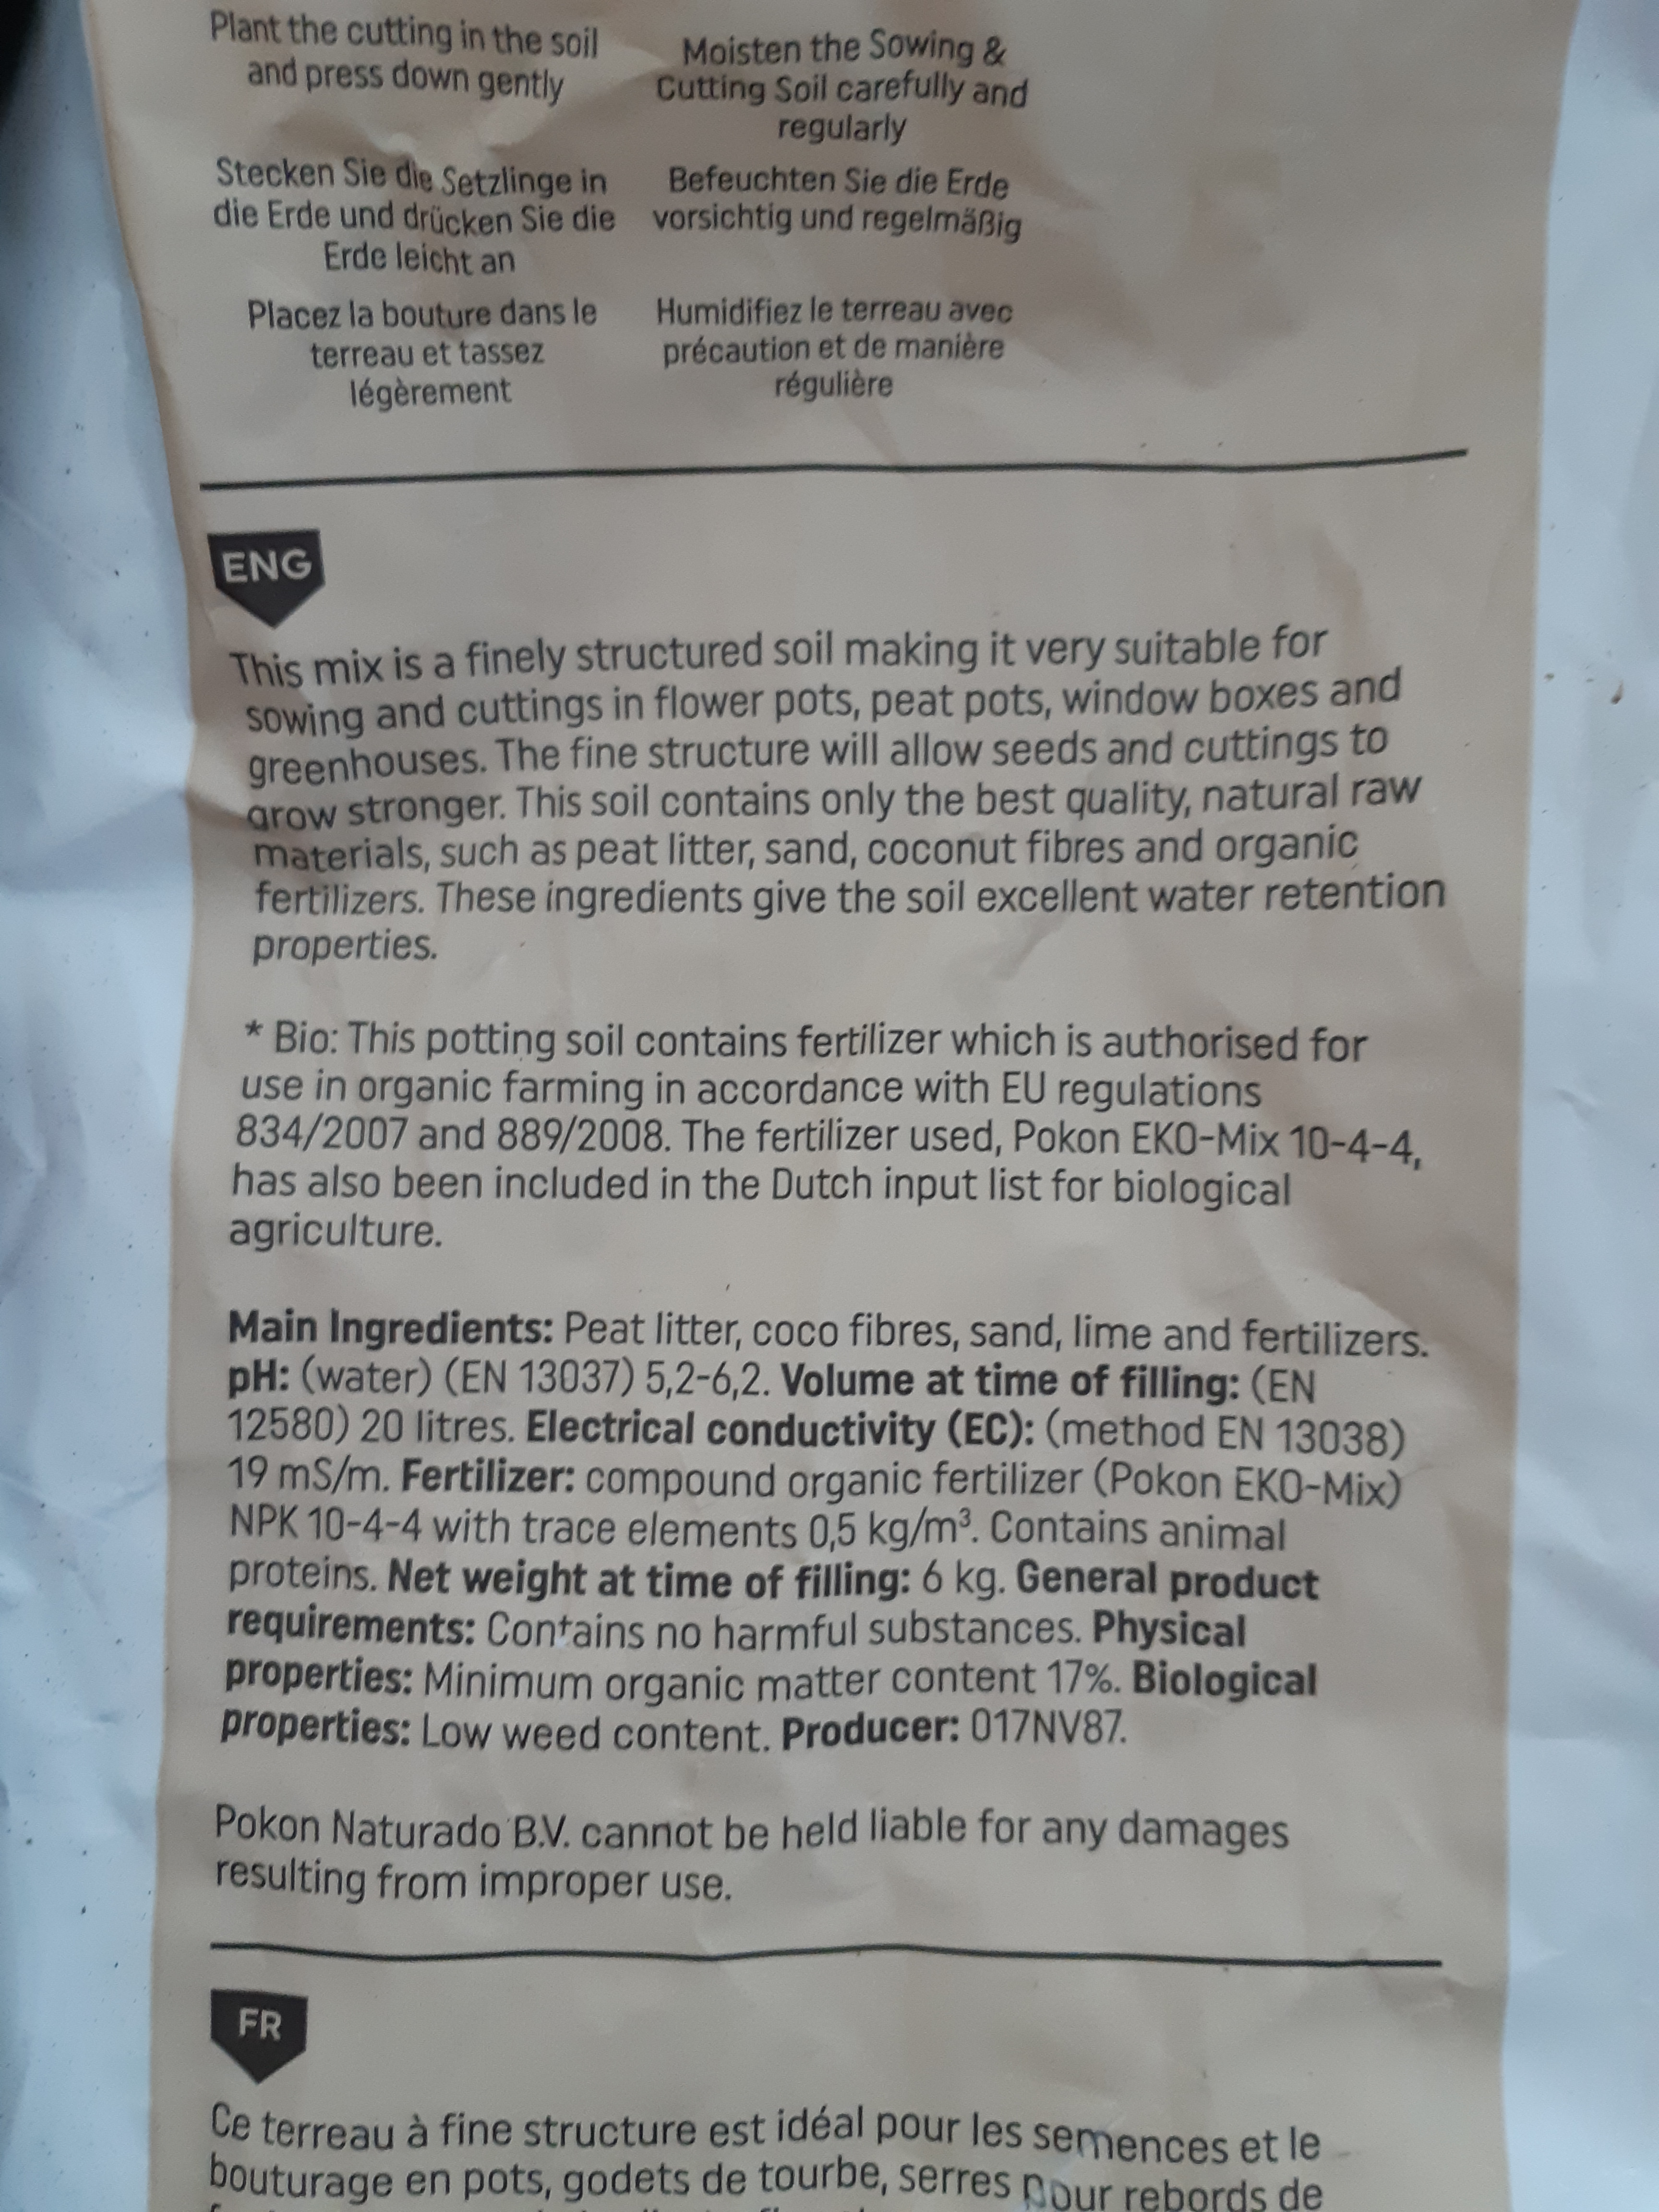 Plant the cutting in the soil
and press down gently
Moisten the Sowing &
Cutting Soil carefully and
regularly
Stecken Sie die Setzlinge in
die Erde und drücken Sie die
Erde leicht an
Befeuchten Sie die Erde
vorsichtig und regelmäßig
Placez la bouture dans le
terreau et tassez
légèrement
Humidifiez le terreau avec
précaution et de manière
régulière
ENG
This mix is a finely structured soil making it very suitable for
sowing and cuttings in flower pots, peat pots, window boxes and
greenhouses. The fine structure will allow seeds and cuttings to
grow stronger. This soil contains only the best quality, natural raw
materials, such as peat litter, sand, coconut fibres and organic
fertilizers. These ingredients give the soil excellent water retention
properties.
* Bio: This potting soil contains fertilizer which is authorised for
use in organic farming in accordance with EU regulations
834/2007 and 889/2008. The fertilizer used, Pokon EKO-Mix 10-4-4,
has also been included in the Dutch input list for biological
agriculture.
Main Ingredients: Peat litter, coco fibres, sand, lime and fertilizers.
pH: (water) (EN 13037) 5,2-6,2. Volume at time of filling: (EN
12580) 20 litres. Electrical conductivity (EC): (method EN 13038)
19 mS/m. Fertilizer: compound organic fertilizer (Pokon EKO-Mix)
NPK 10-4-4 with trace elements 0,5 kg/m³. Contains animal
proteins. Net weight at time of filling: 6 kg. General product
requirements: Contains no harmful substances. Physical
properties: Minimum organic matter content 17%. Biological
properties: Low weed content. Producer: 017NV87.
Pokon Naturado B.V. cannot be held liable for any damages
resulting from improper use.
FR
Ce terreau à fine structure est idéal pour les semences et le
bouturage en pots, godets de tourbe, serres pour rebords de